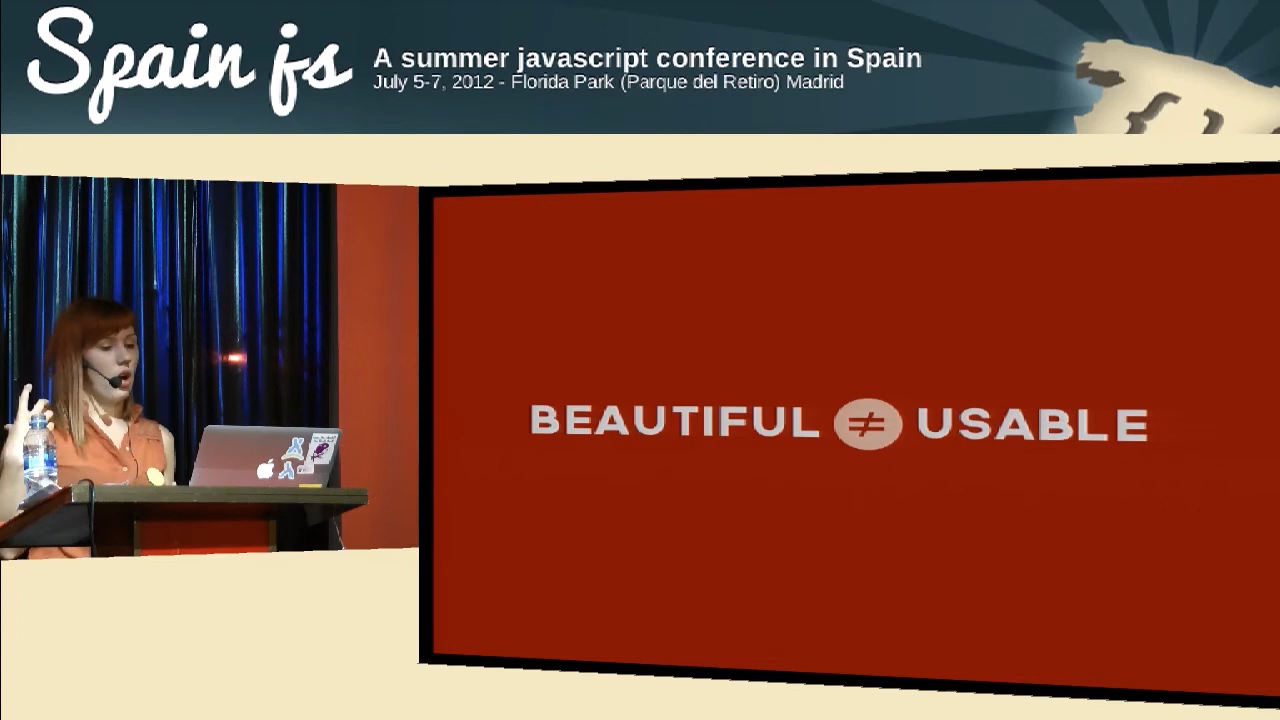 Spain js
A summer javascript conference in Spain
July 5-7, 2012 - Florida Park (Parque del Retiro) Madrid
BEAUTIFUL ≠ USABLE